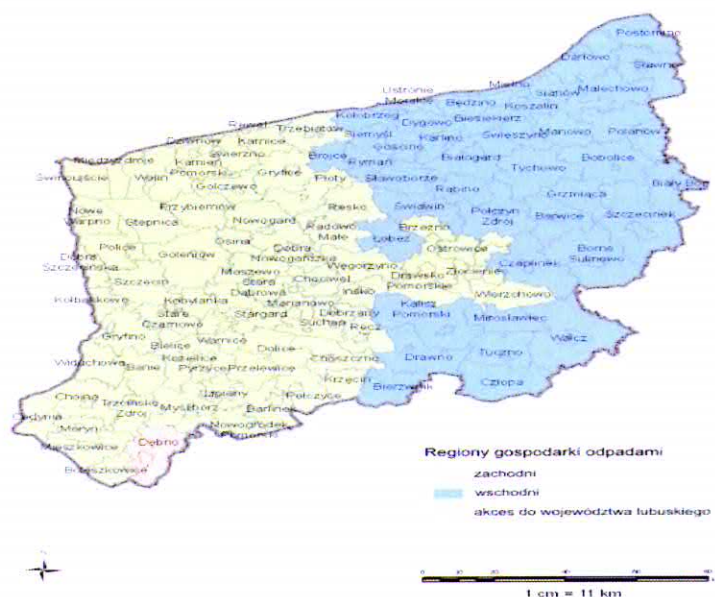 Postomino
Darłowo
Sławno
Ustronie Morskie
Mielno
Sianów
Malechowo
Będzino
Koszalin
Kołobrzeg
Dygowo
Biesiekierz
Rewal
Trzebiatów
Siemyśl
Gościno
Karlino
Świeszyno
Manowo
Polanów
Dziwnów
Karnice
Świerzno
Brojce
Rymań
Białogard
Bobolice
Międzyzdroje
Kamień Pomorski
Gryfice
Tychowo
Świnoujście
Wolin
Golczewo
Płoty
Sławoborze
Rąbino
Grzmiąca
Biały Bór
Przybiernów
Resko
Świdwin
Nowe Warpno
Stepnica
Nowogard
Radowo Małe
Połczyn Zdrój
Barwice
Szczecinek
Brzeżno
Łobez
Police
Osina
Dobra
Ostrowice
Borne Sulinowo
Dobra Szczecińska
Goleniów
Nowogardzka
Węgorzyno
Czaplinek
Maszewo
Drawsko Pomorskie
Złocieniec
Szczecin
Stara Dąbrowa
Chociwel
Ińsko
Wierzchowo
Kołbaskowo
Kobylanka
Marianowo
Kalisz Pomorski
Stare Czarnowo
Stargard
Dobrzany
Suchań
Mirosławiec
Gryfino
Recz
Wałcz
Bielice
Warnice
Dolice
Widuchowa
Kozielice
Choszczno
Drawno
Tuczno
Banie
Pyrzyce
Przelewice
Krzęcin
Bierzwnik
Człopa
Chojna
Lipiany
Pełczyce
Trzcińsko Zdrój
Myślibórz
Barlinek
Cedynia
Moryń
Nowogródek Pomorski
Mieszkowice
Dębno
Boleszkowice
Regiony gospodarki odpadami
zachodni
wschodni
akces do województwa lubuskiego
1 cm = 11 km